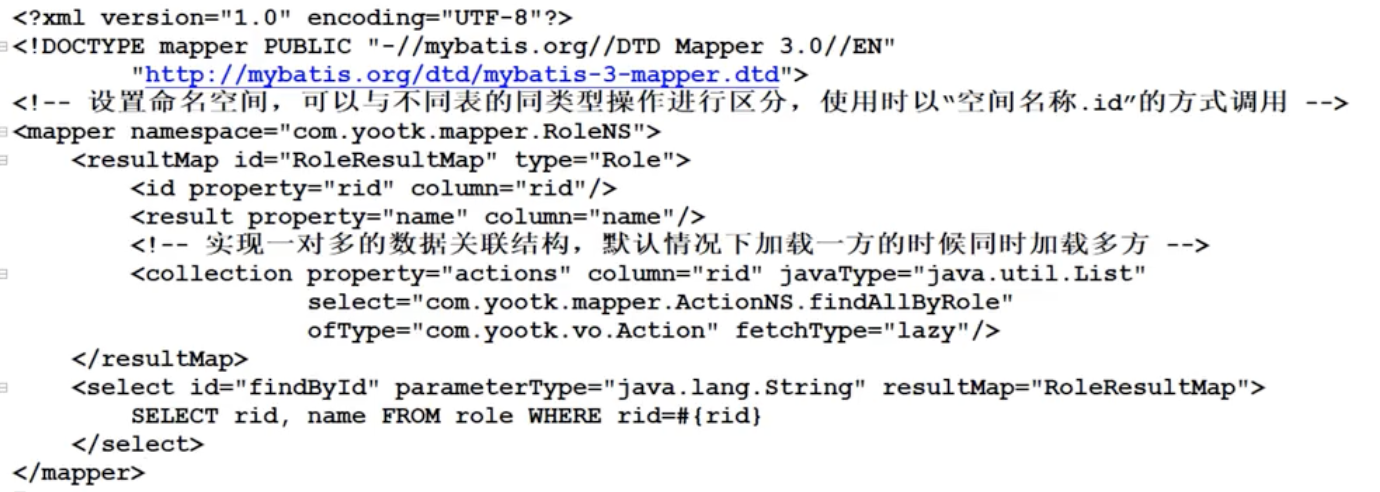 <?xml version="1.0" encoding="UTF-8"?>
<!DOCTYPE mapper PUBLIC "-//mybatis.org//DTD Mapper 3.0//EN"
        "http://mybatis.org/dtd/mybatis-3-mapper.dtd">
<!-- 设置命名空间，可以与不同表的同类型操作进行区分，使用时以“空间名称.id”的方式调用 -->
<mapper namespace="com.yootk.mapper.RoleNS">
    <resultMap id="RoleResultMap" type="Role">
        <id property="rid" column="rid"/>
        <result property="name" column="name"/>
        <!-- 实现一对多的数据关联结构，默认情况下加载一方的时候同时加载多方 -->
        <collection property="actions" column="rid" javaType="java.util.List"
                    select="com.yootk.mapper.ActionNS.findAllByRole"
                    ofType="com.yootk.vo.Action" fetchType="lazy"/>
    </resultMap>
    <select id="findById" parameterType="java.lang.String" resultMap="RoleResultMap">
        SELECT rid, name FROM role WHERE rid=#{rid}
    </select>
</mapper>